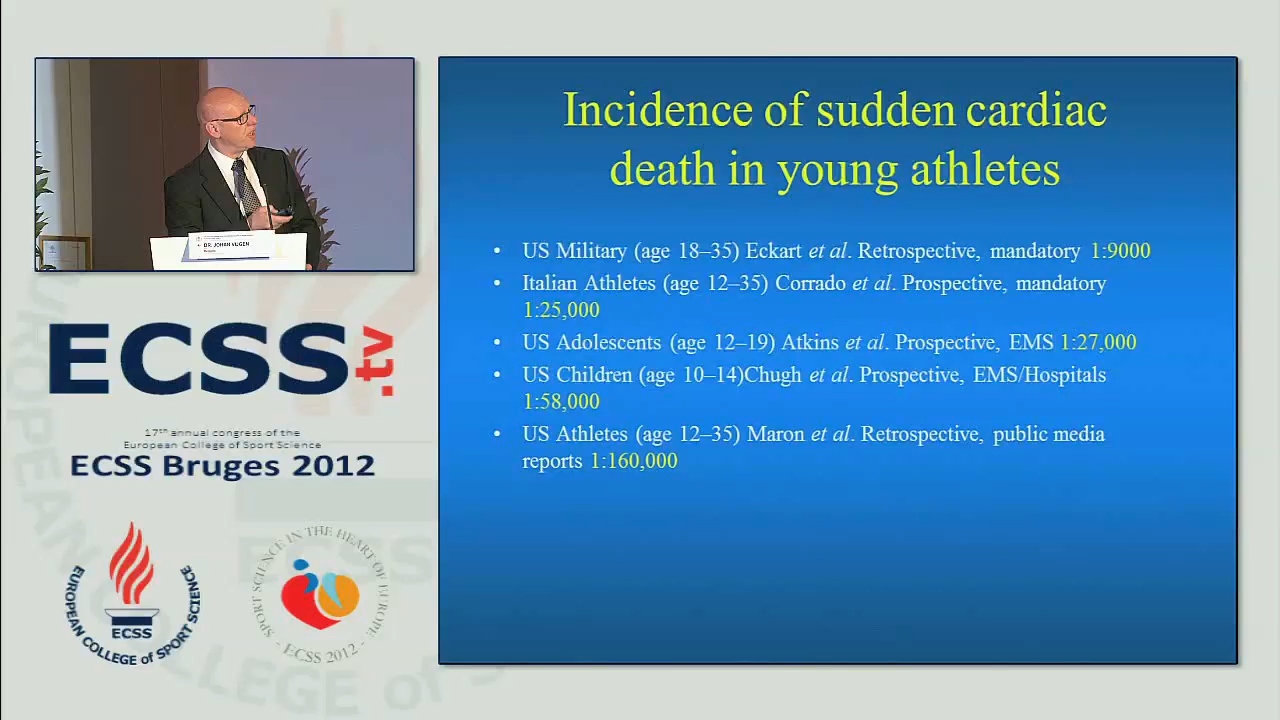 Incidence of sudden cardiac
death in young athletes
• US Military (age 18–35) Eckart et al. Retrospective, mandatory 1:9000
• Italian Athletes (age 12–35) Corrado et al. Prospective, mandatory
1:25,000
• US Adolescents (age 12–19) Atkins et al. Prospective, EMS 1:27,000
• US Children (age 10–14)Chugh et al. Prospective, EMS/Hospitals
1:58,000
• US Athletes (age 12–35) Maron et al. Retrospective, public media
reports 1:160,000
DR. JOHAN VIJGEN
ECSS.tv
17th annual congress of the
European College of Sport Science
ECSS Bruges 2012
EUROPEAN COLLEGE of SPORT SCIENCE
ECSS
SPORT SCIENCE IN THE HEART OF EUROPE
- ECSS 2012 -